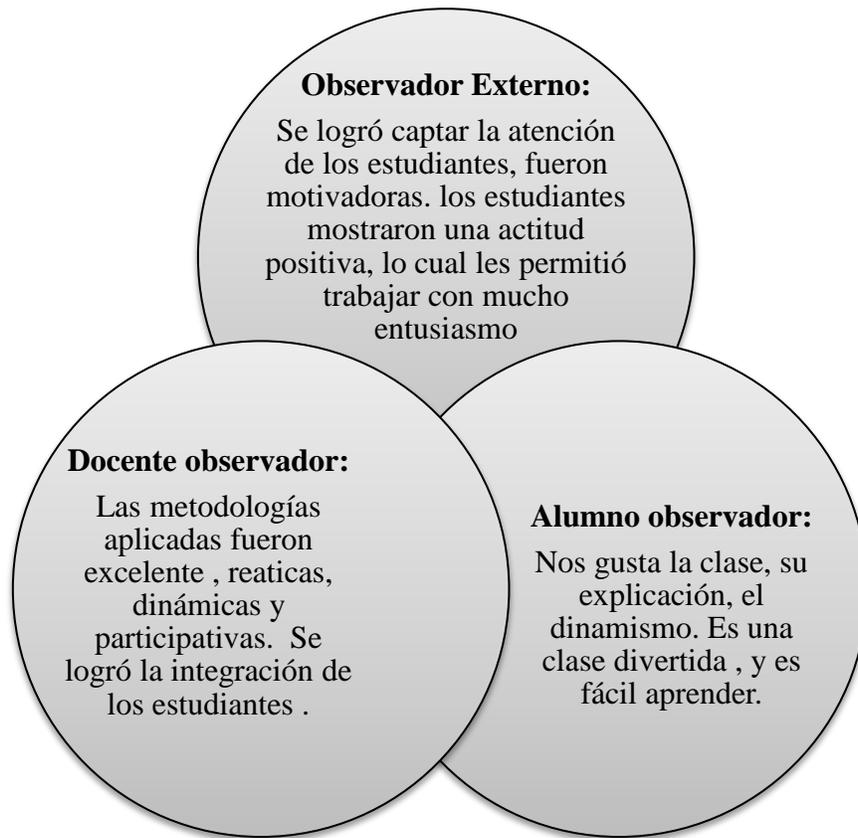 Observador Externo:
Se logró captar la atención
de los estudiantes, fueron
motivadoras. los estudiantes
mostraron una actitud
positiva, lo cual les permitió
trabajar con mucho
entusiasmo
Docente observador:
Las metodologías
aplicadas fueron
excelente , reaticas,
dinámicas y
participativas.  Se
logró la integración de
los estudiantes .
Alumno observador:
Nos gusta la clase, su
explicación, el
dinamismo. Es una
clase divertida , y es
fácil aprender.